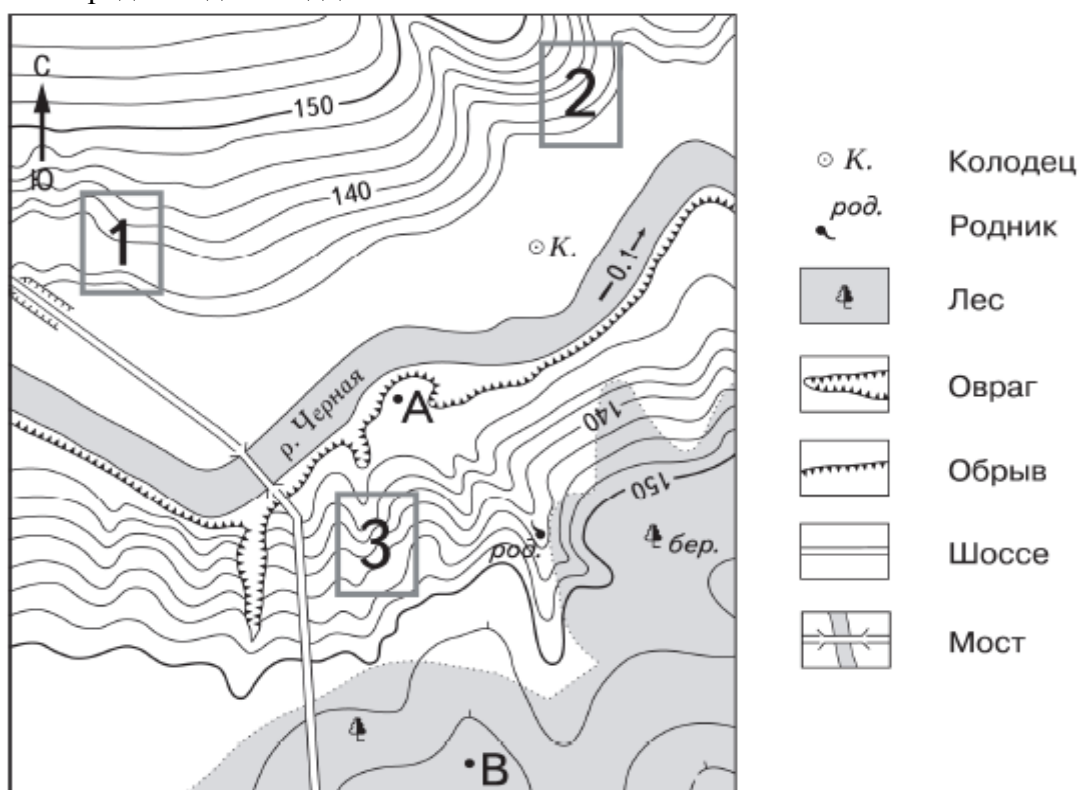 С
Ю
150
140
1
2
К.
0.1
р. Черная
А
3
род.
140
150
бер.
В
К.
Колодец
род.
Родник
Лес
Овраг
Обрыв
Шоссе
Мост